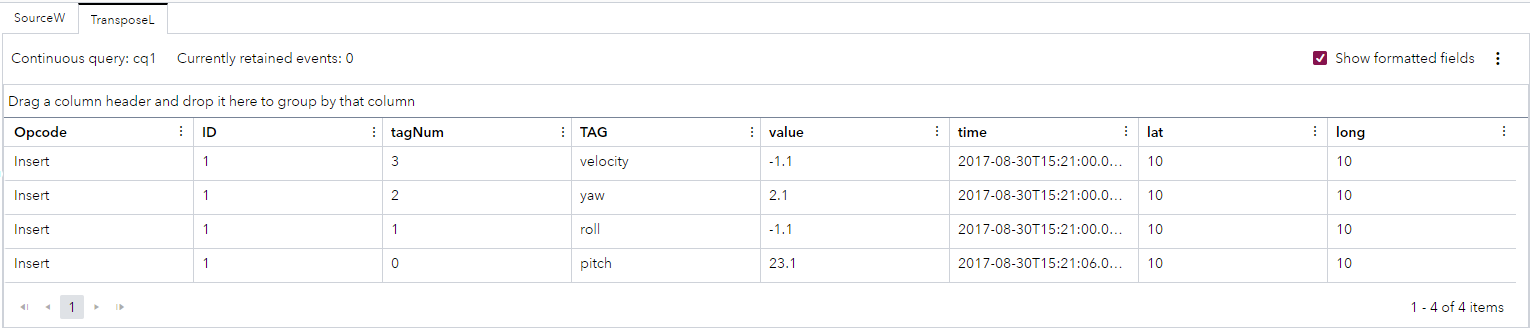 SourceW TransposeL
Continuous query: cq1 Currently retained events: 0 Show formatted fields
Drag a column header and drop it here to group by that column
Opcode ID tagNum TAG value time lat long
Insert 1 3 velocity -1.1 2017-08-30T15:21:00.0... 10 10
Insert 1 2 yaw 2.1 2017-08-30T15:21:00.0... 10 10
Insert 1 1 roll -1.1 2017-08-30T15:21:00.0... 10 10
Insert 1 0 pitch 23.1 2017-08-30T15:21:06.0... 10 10
1 1 - 4 of 4 items